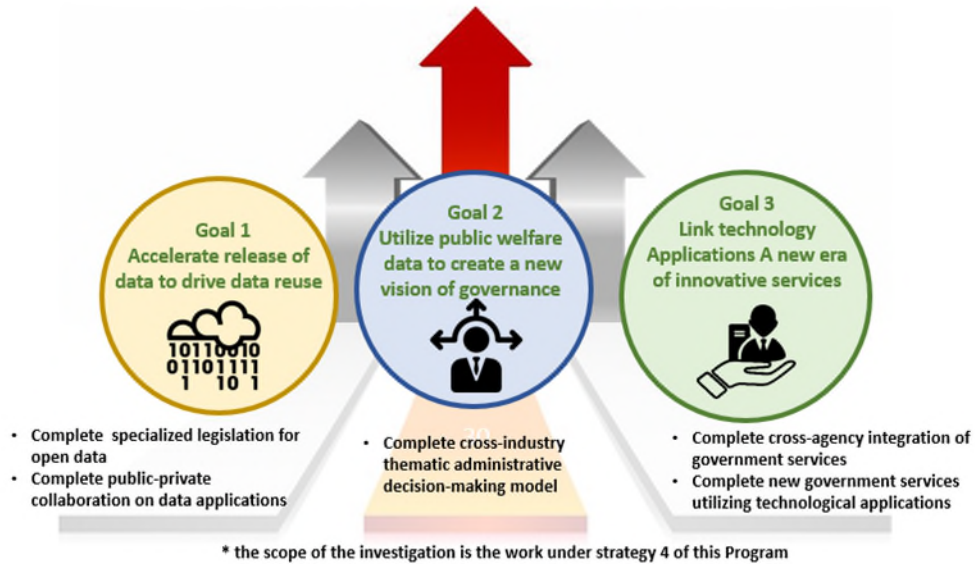 Goal 1
Accelerate release of
data to drive data reuse
10110010
01101111
1 10 1
• Complete specialized legislation for
open data
• Complete public-private
collaboration on data applications
Goal 2
Utilize public welfare
data to create a new
vision of governance
• Complete cross-industry
thematic administrative
decision-making model
Goal 3
Link technology
Applications A new era
of innovative services
• Complete cross-agency integration of
government services
• Complete new government services
utilizing technological applications
* the scope of the investigation is the work under strategy 4 of this Program